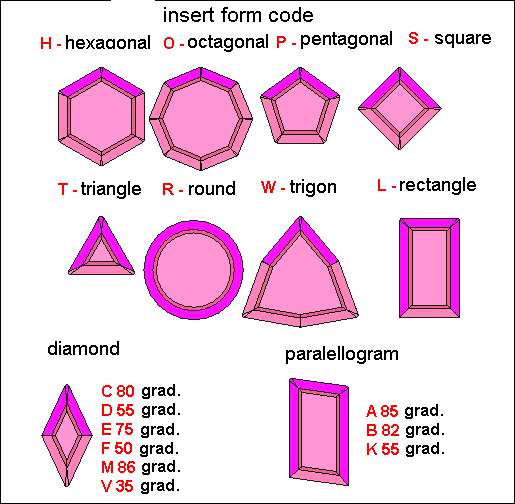 insert form code
H - hexagonal O - octagonal P - pentagonal S - square
T - triangle R - round W - trigon L - rectangle
diamond
C 80 grad.
D 55 grad.
E 75 grad.
F 50 grad.
M 86 grad.
V 35 grad.
paralellogram
A 85 grad.
B 82 grad.
K 55 grad.